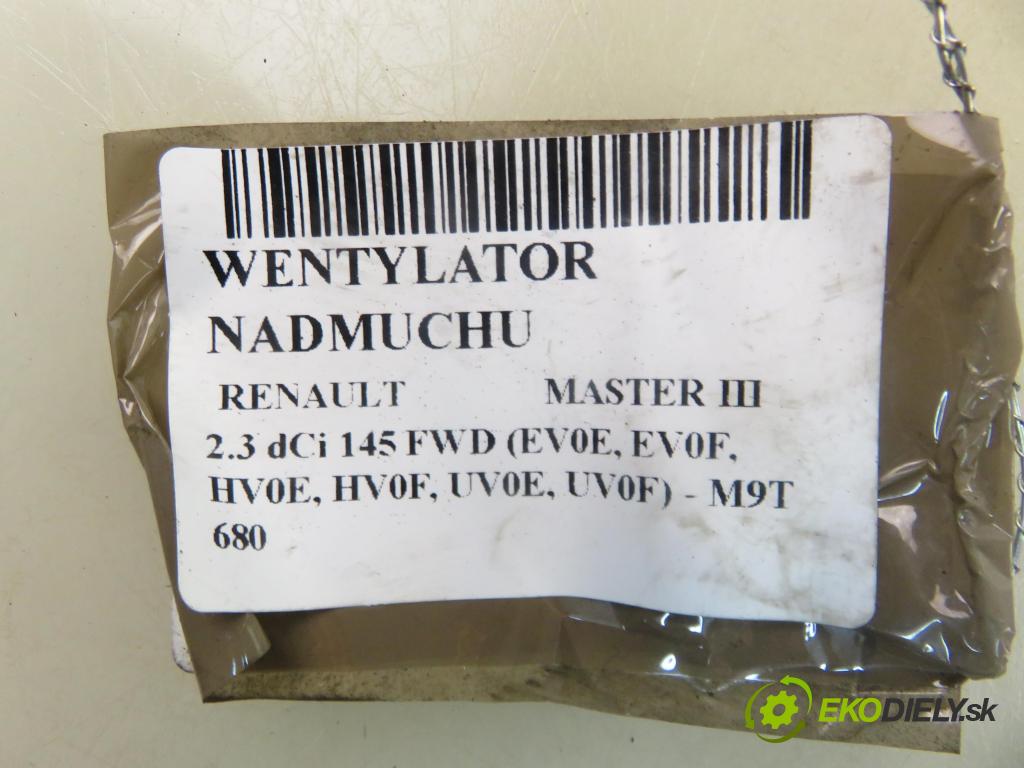 WENTYLATOR
NADMUCHU
RENAULT MASTER III
2.3 dCi 145 FWD (EV0E, EV0F,
HV0E, HV0F, UV0E, UV0F) - M9T
680
EKODIELY.sk